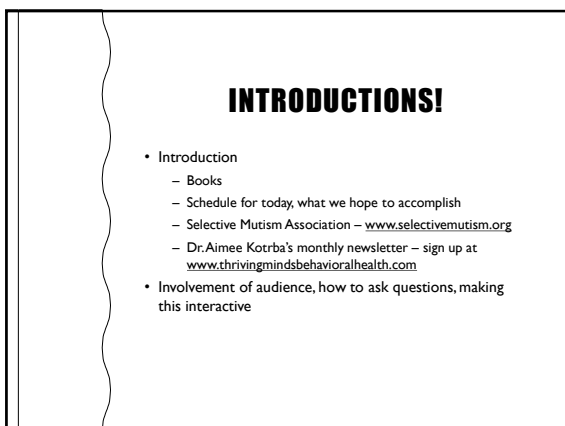 INTRODUCTIONS!
• Introduction
– Books
– Schedule for today, what we hope to accomplish
– Selective Mutism Association – www.selectivemutism.org
– Dr. Aimee Kotrba's monthly newsletter – sign up at
www.thrivingmindsbehavioralhealth.com
• Involvement of audience, how to ask questions, making
this interactive